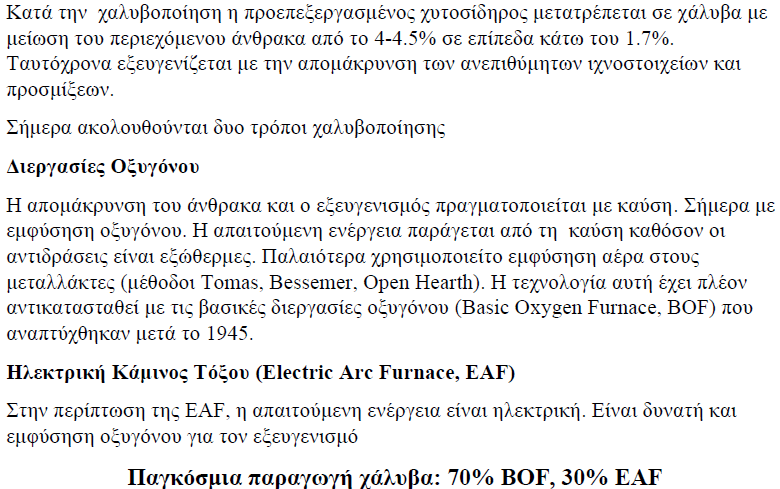 Κατά την  χαλυβοποίηση η προεπεξεργασμένος χυτοσίδηρος μετατρέπεται σε χάλυβα με
μείωση του περιεχόμενου άνθρακα από το 4-4.5% σε επίπεδα κάτω του 1.7%.
Ταυτόχρονα εξευγενίζεται με την απομάκρυνση των ανεπιθύμητων ιχνοστοιχείων και
προσμίξεων.
Σήμερα ακολουθούνται δυο τρόποι χαλυβοποίησης
Διεργασίες Οξυγόνου
Η απομάκρυνση του άνθρακα και ο εξευγενισμός πραγματοποιείται με καύση. Σήμερα με
εμφύσηση οξυγόνου. Η απαιτούμενη ενέργεια παράγεται από τη  καύση καθόσον οι
αντιδράσεις είναι εξώθερμες. Παλαιότερα χρησιμοποιείτο εμφύσηση αέρα στους
μεταλλάκτες (μέθοδοι Tomas, Bessemer, Open Hearth). Η τεχνολογία αυτή έχει πλέον
αντικατασταθεί με τις βασικές διεργασίες οξυγόνου (Basic Oxygen Furnace, BOF) που
αναπτύχθηκαν μετά το 1945.
Ηλεκτρική Κάμινος Τόξου (Electric Arc Furnace, EAF)
Στην περίπτωση της EAF, η απαιτούμενη ενέργεια είναι ηλεκτρική. Είναι δυνατή και
εμφύσηση οξυγόνου για τον εξευγενισμό
Παγκόσμια παραγωγή χάλυβα: 70% BOF, 30% EAF